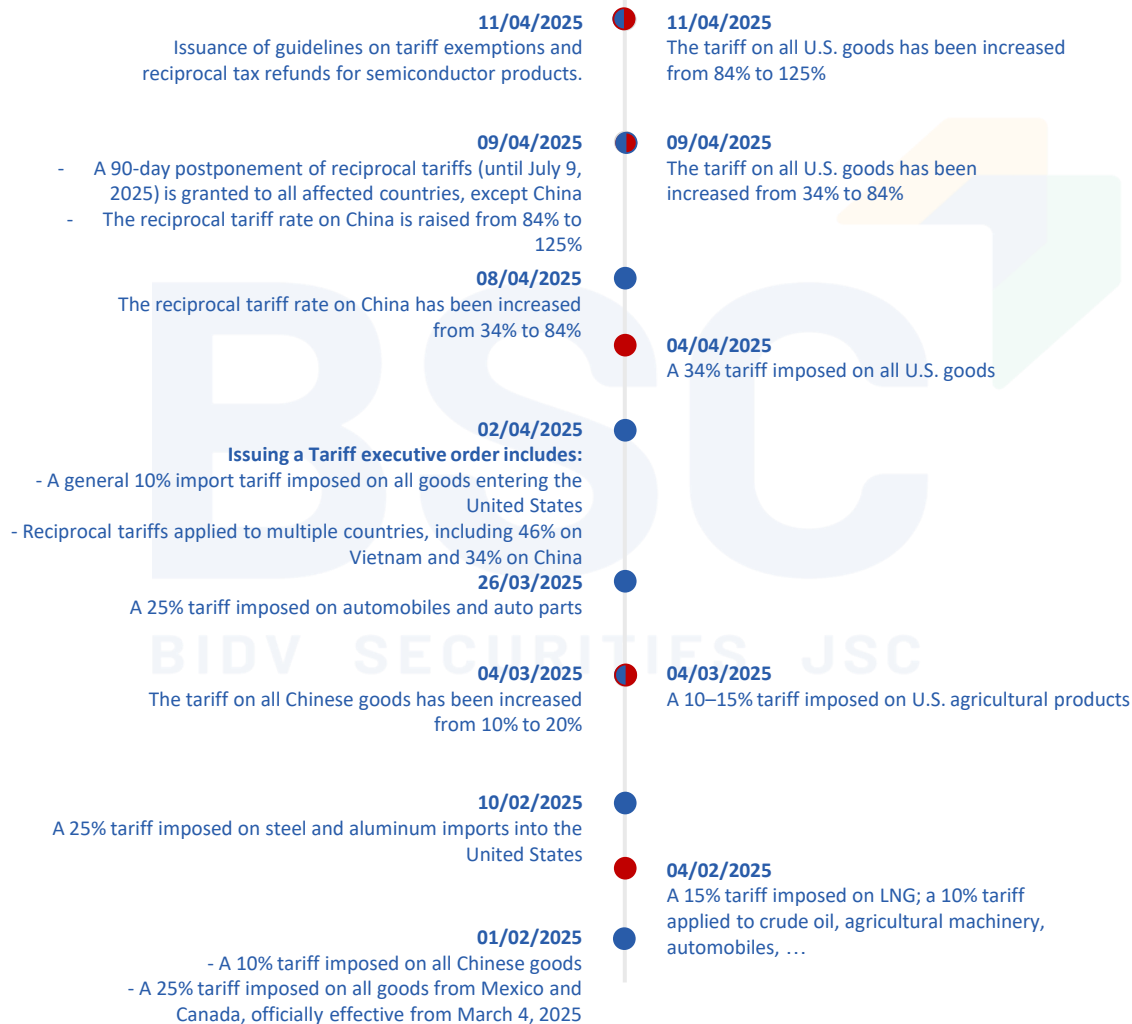 11/04/2025
Issuance of guidelines on tariff exemptions and
reciprocal tax refunds for semiconductor products.
11/04/2025
The tariff on all U.S. goods has been increased
from 84% to 125%
09/04/2025
- A 90-day postponement of reciprocal tariffs (until July 9,
2025) is granted to all affected countries, except China
- The reciprocal tariff rate on China is raised from 84% to
125%
09/04/2025
The tariff on all U.S. goods has been
increased from 34% to 84%
08/04/2025
The reciprocal tariff rate on China has been increased
from 34% to 84%
04/04/2025
A 34% tariff imposed on all U.S. goods
02/04/2025
Issuing a Tariff executive order includes:
- A general 10% import tariff imposed on all goods entering the
United States
- Reciprocal tariffs applied to multiple countries, including 46% on
Vietnam and 34% on China
26/03/2025
A 25% tariff imposed on automobiles and auto parts
04/03/2025
The tariff on all Chinese goods has been increased
from 10% to 20%
04/03/2025
A 10–15% tariff imposed on U.S. agricultural products
10/02/2025
A 25% tariff imposed on steel and aluminum imports into the
United States
04/02/2025
A 15% tariff imposed on LNG; a 10% tariff
applied to crude oil, agricultural machinery,
automobiles, …
01/02/2025
- A 10% tariff imposed on all Chinese goods
- A 25% tariff imposed on all goods from Mexico and
Canada, officially effective from March 4, 2025
BSC
BIDV SECURITIES JSC